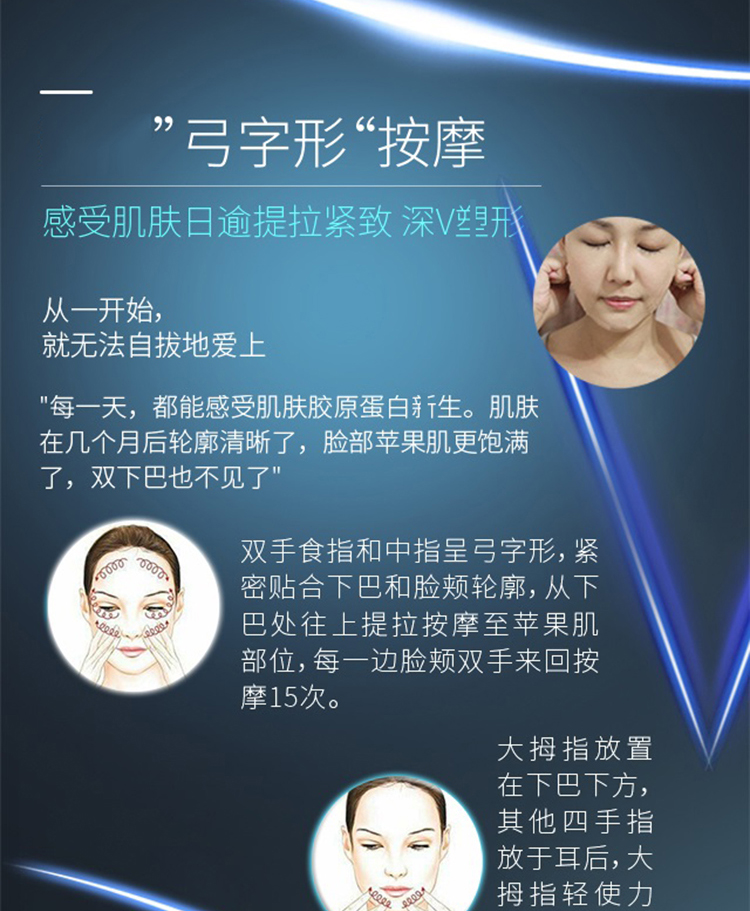 ”弓字形“按摩
感受肌肤日逾提拉紧致 深V塑形
从一开始，
就无法自拔地爱上
"每一天，都能感受肌肤胶原蛋白新生。肌肤
在几个月后轮廓清晰了，脸部苹果肌更饱满
了，双下巴也不见了"
双手食指和中指呈弓字形，紧
密贴合下巴和脸颊轮廓，从下
巴处往上提拉按摩至苹果肌
部位，每一边脸颊双手来回按
摩15次。
大拇指放置
在下巴下方，
其他四手指
放于耳后，大
拇指轻使力